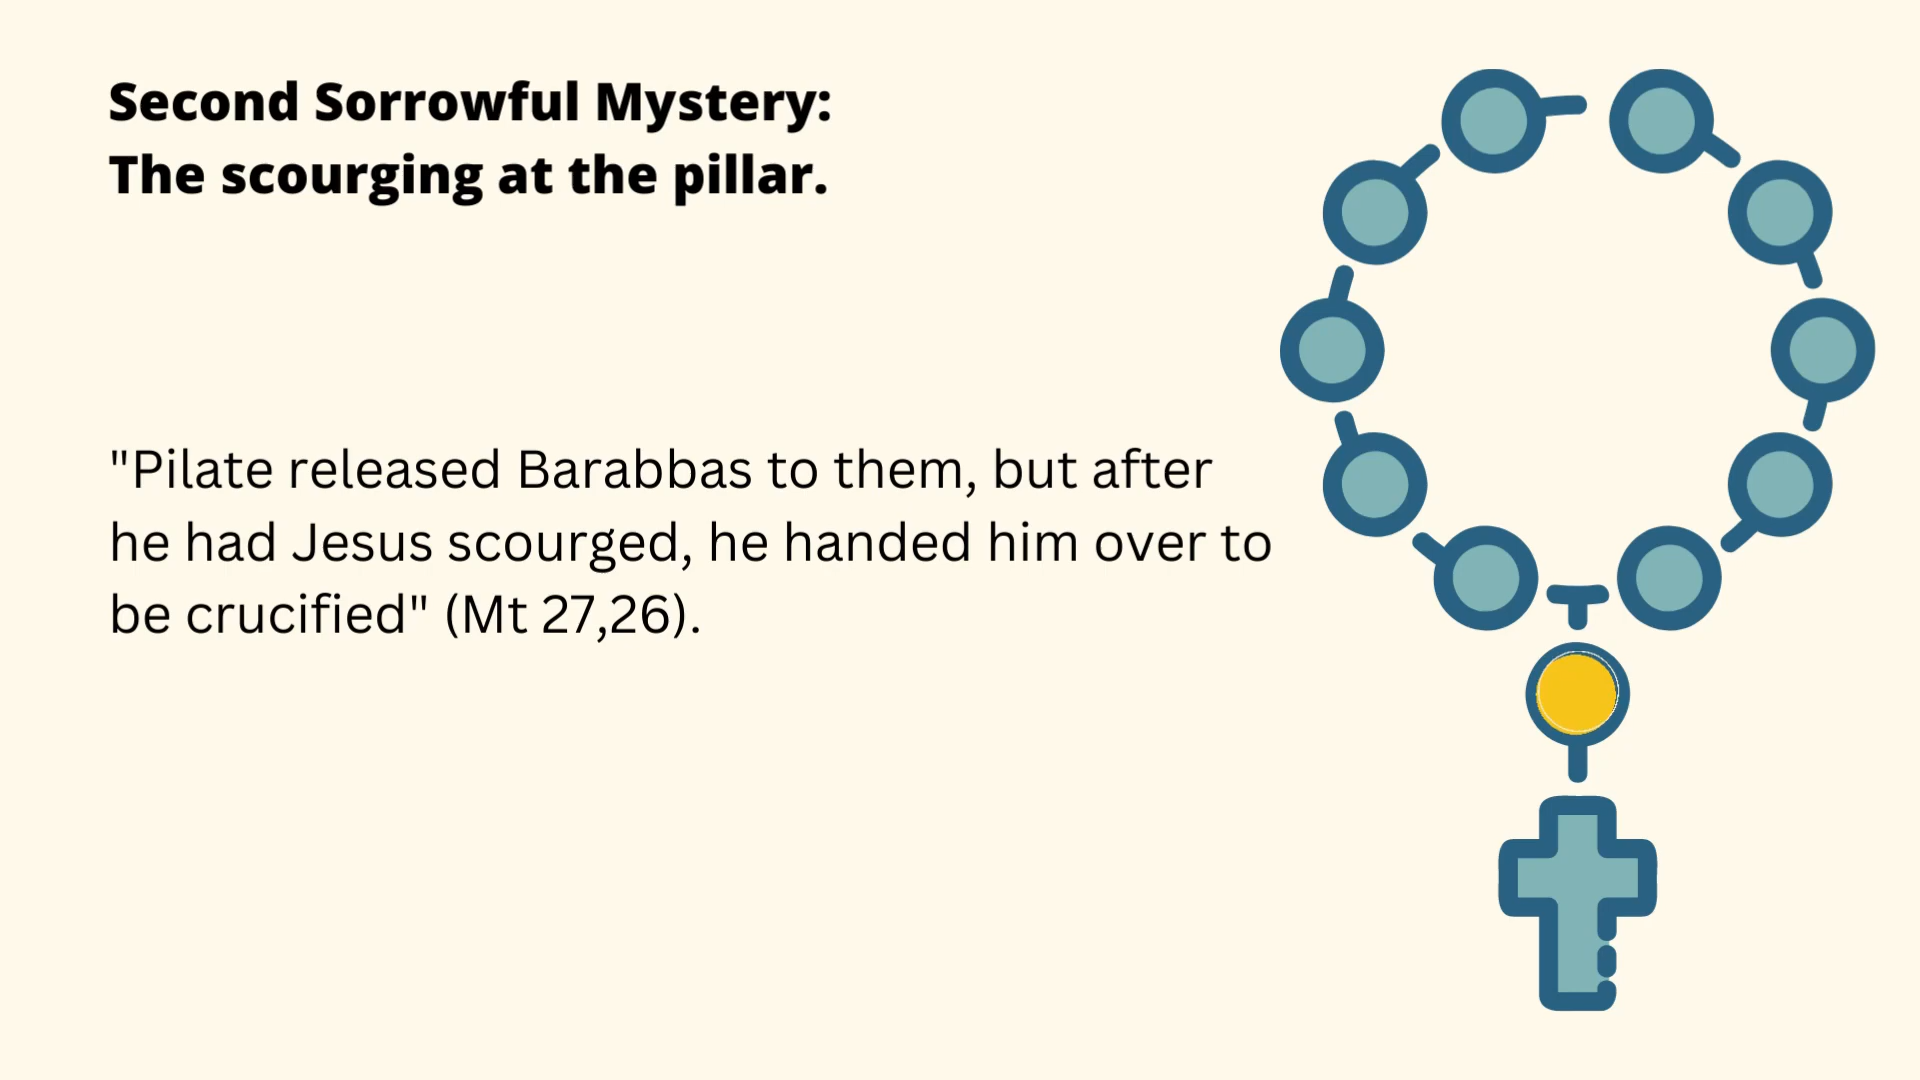 Second Sorrowful Mystery:
The scourging at the pillar.
"Pilate released Barabbas to them, but after
he had Jesus scourged, he handed him over to
be crucified" (Mt 27,26).